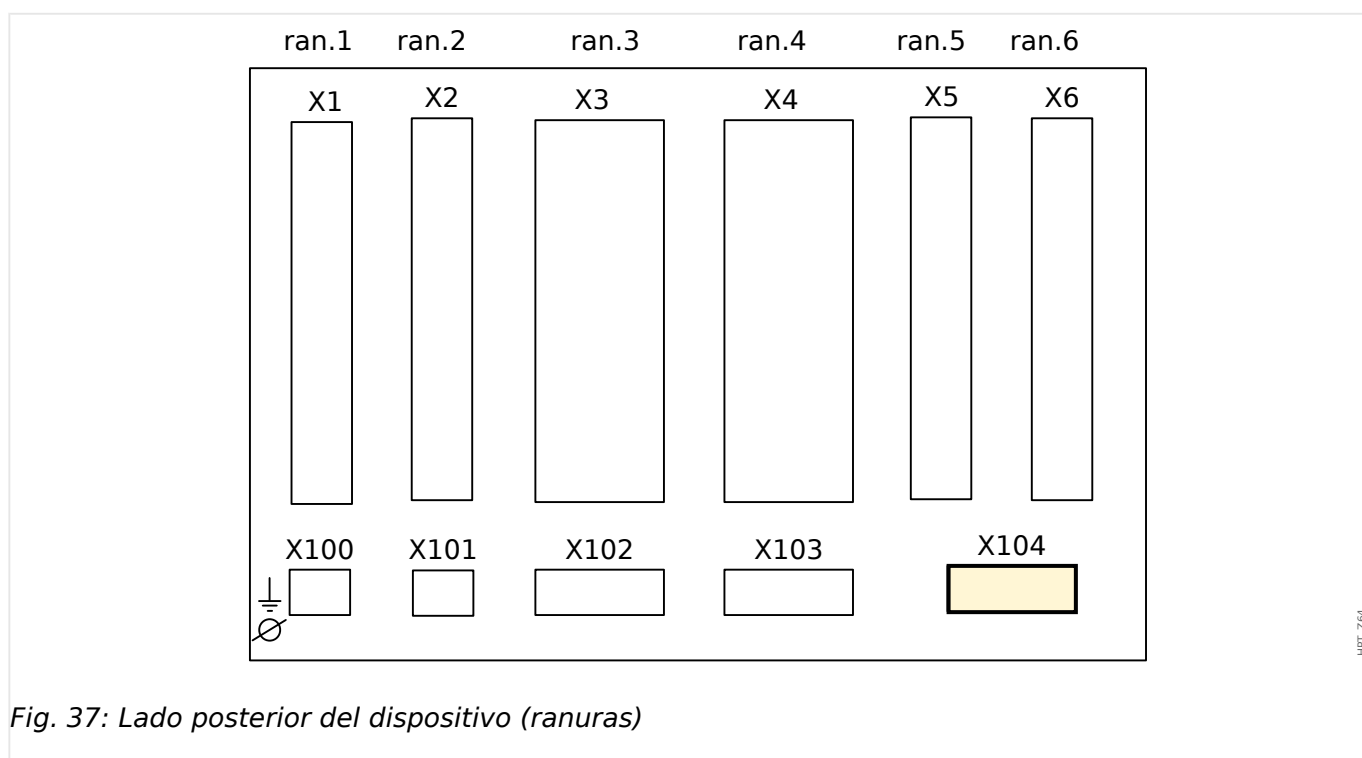 ran.1 ran.2 ran.3 ran.4 ran.5 ran.6
X1 X2 X3 X4 X5 X6
X100 X101 X102 X103 X104
HPT_Z64
Fig. 37: Lado posterior del dispositivo (ranuras)